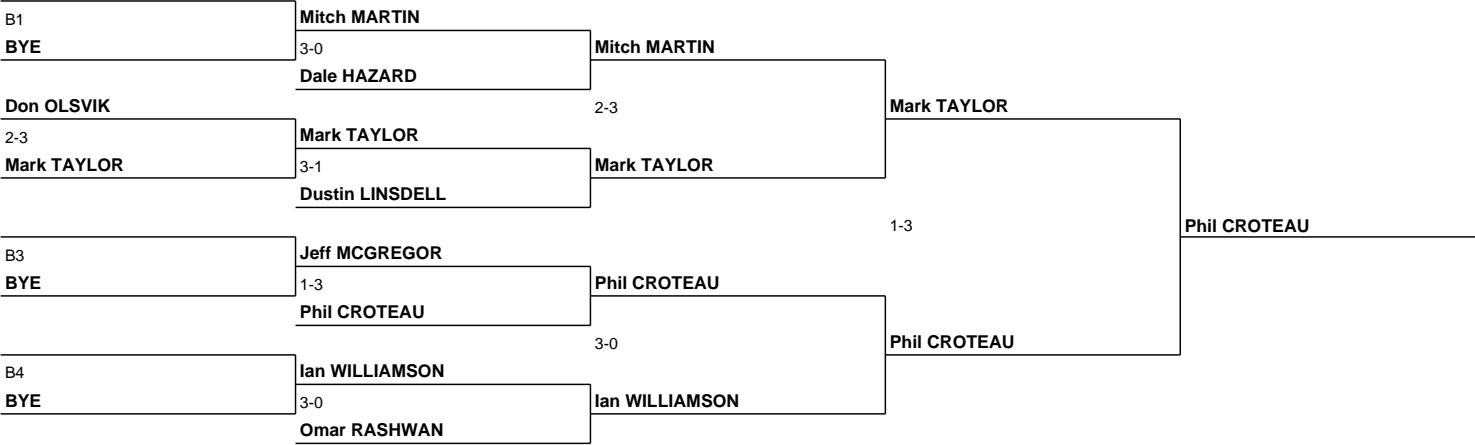 B1
BYE
Don OLSVIK
2-3
Mark TAYLOR
B3
BYE
B4
BYE
Mitch MARTIN
3-0
Dale HAZARD
Mark TAYLOR
3-1
Dustin LINSDELL
Jeff MCGREGOR
1-3
Phil CROTEAU
Ian WILLIAMSON
3-0
Omar RASHWAN
Mitch MARTIN
2-3
Mark TAYLOR
Phil CROTEAU
3-0
Ian WILLIAMSON
Mark TAYLOR
1-3
Phil CROTEAU
Phil CROTEAU